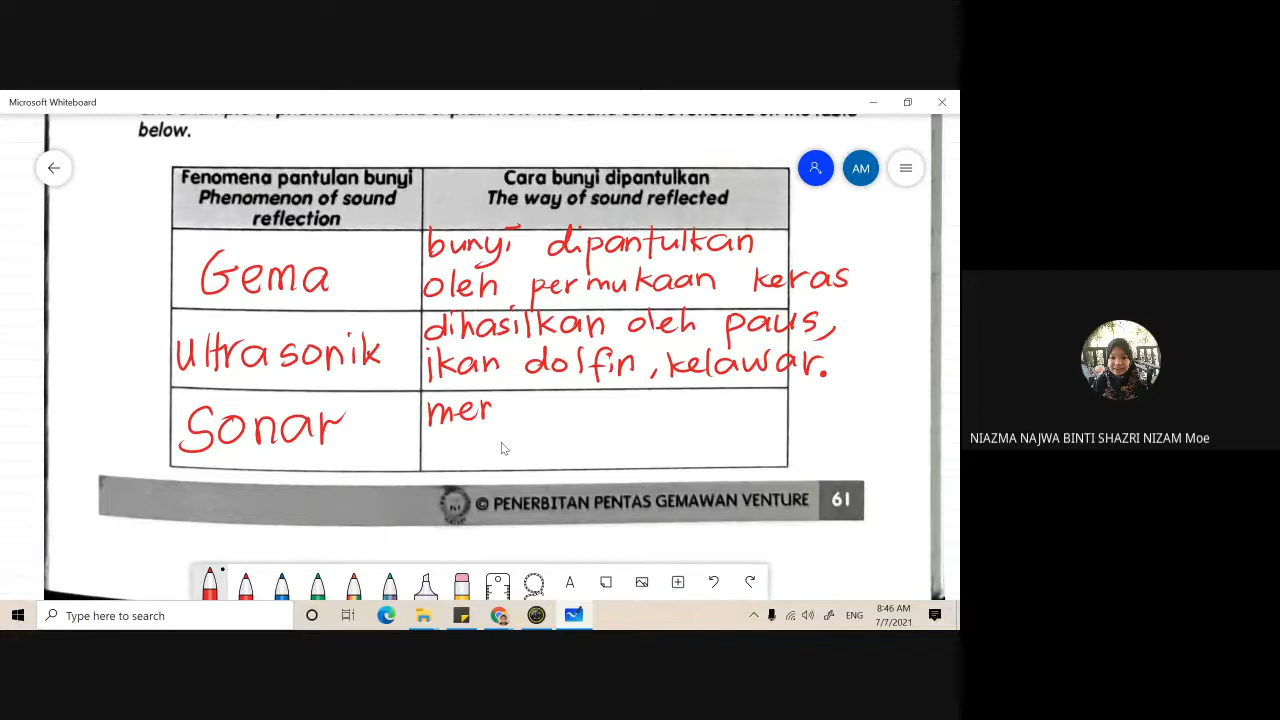 Microsoft Whiteboard
below.
Fenomena pantulan bunyi
Phenomenon of sound
reflection
Cara bunyi dipantulkan
The way of sound reflected
Gema
bunyi dipantulkan
oleh permukaan keras
ultrasonik
dihasilkan oleh paus,
ikan dolfin, kelawar.
Sonar
mer
© PENERBITAN PENTAS GEMAWAN VENTURE 61
AM
NIAZMA NAJWA BINTI SHAZRI NIZAM Moe
A
Type here to search
ENG
8:46 AM
7/7/2021